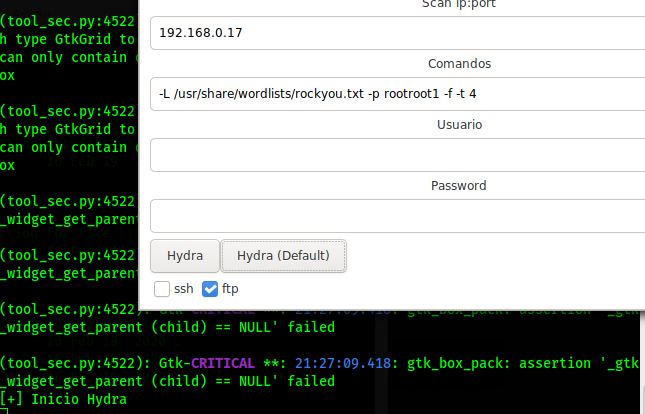 Scan ip:port
192.168.0.17
Comandos
-L /usr/share/wordlists/rockyou.txt -p rootroot1 -f -t 4
Usuario
Password
Hydra
Hydra (Default)
ssh
ftp
(tool_sec.py:4522
h type GtkGrid to
can only contain
ox
(tool_sec.py:4522
h type GtkGrid to
can only contain
ox
(tool_sec.py:4522
_widget_get_parent
(tool_sec.py:4522
_widget_get_parent
(tool_sec.py:4522): Gtk-CRITICAL **: 21:27:09.418: gtk_box_pack: assertion '_gtk
_widget_get_parent (child) == NULL' failed
(tool_sec.py:4522): Gtk-CRITICAL **: 21:27:09.418: gtk_box_pack: assertion '_gtk
_widget_get_parent (child) == NULL' failed
[+] Inicio Hydra